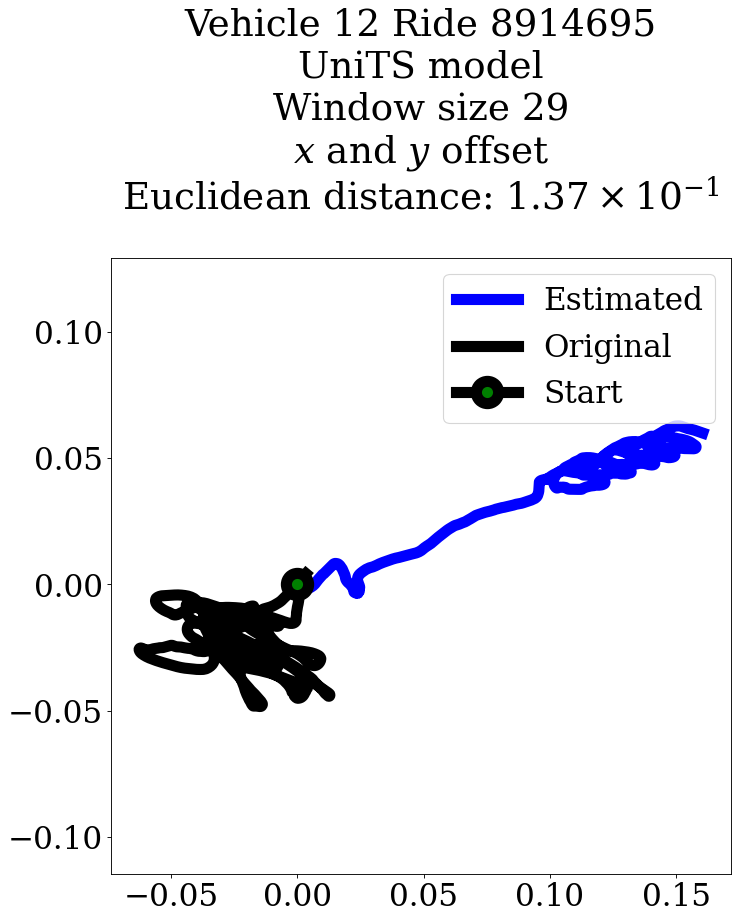 Vehicle 12 Ride 8914695
UniTS model
Window size 29
x and y offset
Euclidean distance: 1.37 × 10⁻¹
Estimated
Original
Start
0.10
0.05
0.00
−0.05
−0.10
−0.05 0.00 0.05 0.10 0.15